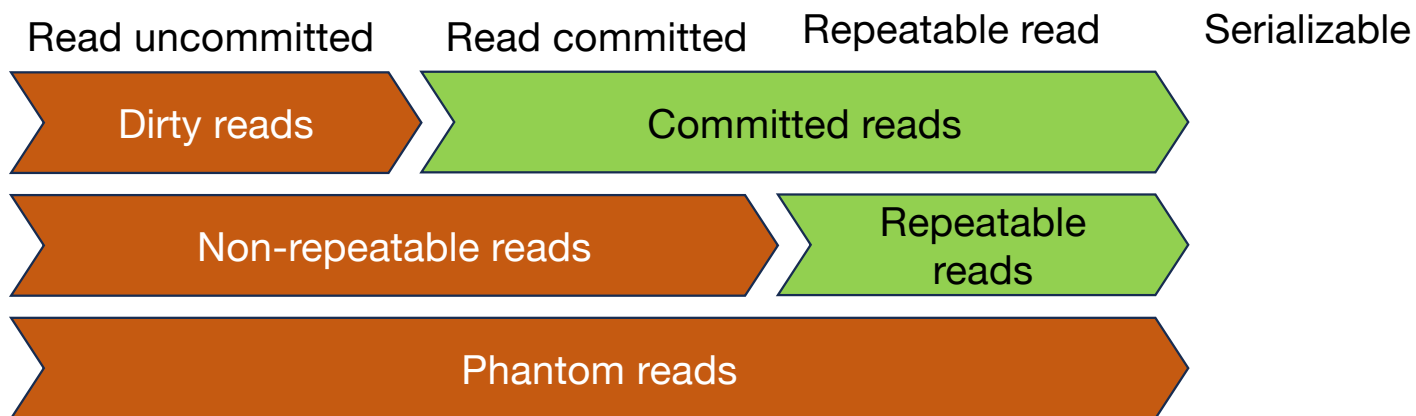 Read uncommitted Read committed Repeatable read Serializable
Dirty reads Committed reads
Non-repeatable reads
Repeatable
reads
Phantom reads